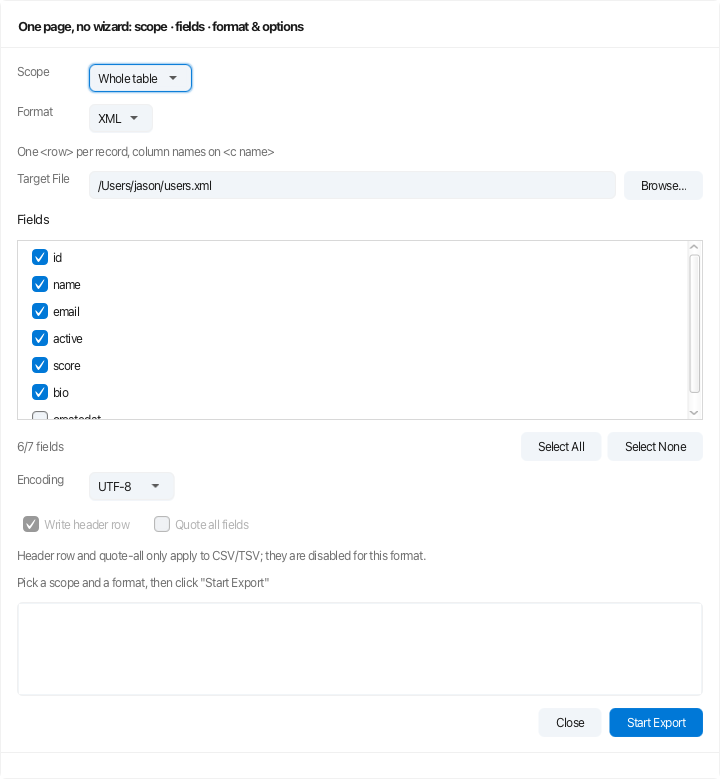 One page, no wizard: scope · fields · format & options
Scope
Whole table
Format
XML
One <row> per record, column names on <c name>
Target File
/Users/jason/users.xml
Browse...
Fields
id
name
email
active
score
bio
createdat
6/7 fields
Select All
Select None
Encoding
UTF-8
Write header row
Quote all fields
Header row and quote-all only apply to CSV/TSV; they are disabled for this format.
Pick a scope and a format, then click "Start Export"
Close
Start Export